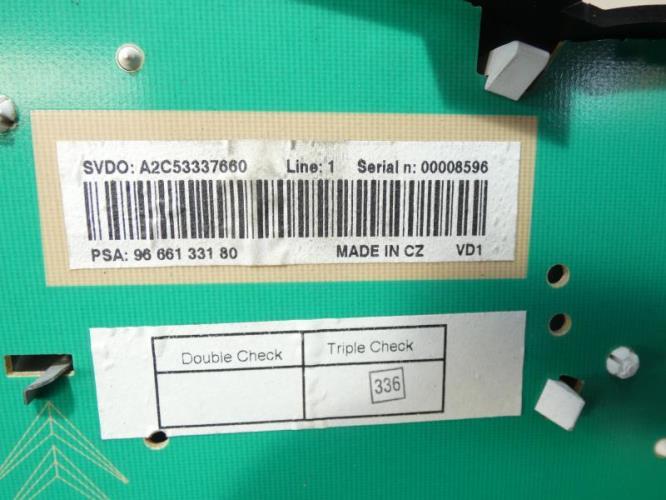 SVDO: A2C53337660 Line: 1 Serial n: 00008596
PSA: 96 661 331 80 MADE IN CZ VD1
Double Check Triple Check
336